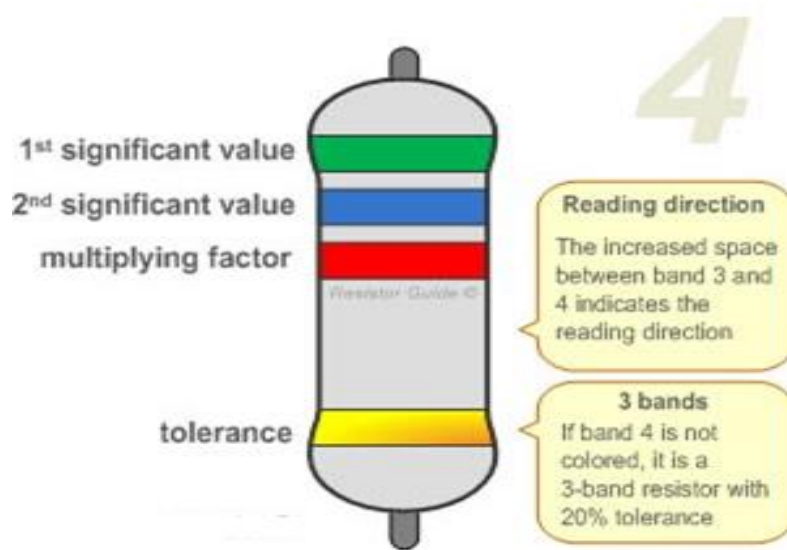 4
1st significant value
2nd significant value
multiplying factor
Resistor Guide ©
tolerance
Reading direction
The increased space
between band 3 and
4 indicates the
reading direction
3 bands
If band 4 is not
colored, it is a
3-band resistor with
20% tolerance